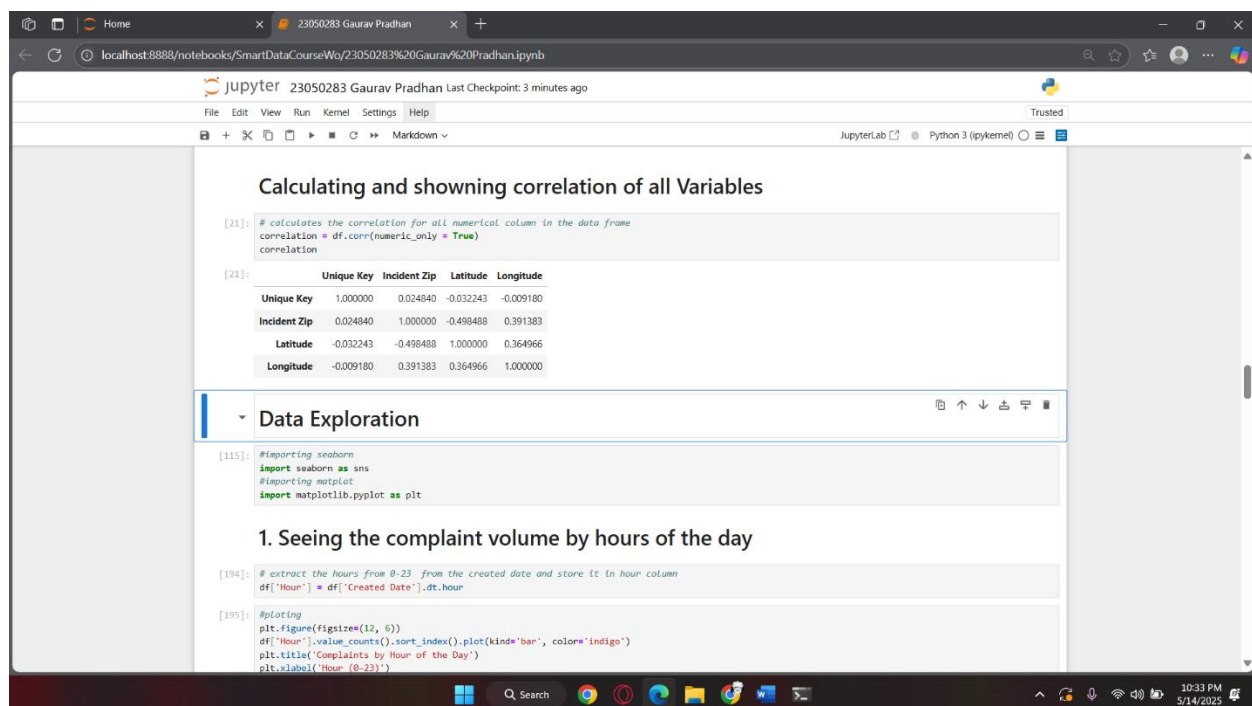 Home
23050283 Gaurav Pradhan
localhost:8888/notebooks/SmartDataCourseWo/23050283%20Gaurav%20Pradhan.ipynb
jupyter 23050283 Gaurav Pradhan Last Checkpoint: 3 minutes ago
File Edit View Run Kernel Settings Help Trusted
Markdown JupyterLab Python 3 (ipykernel)
Calculating and showning correlation of all Variables
[21]: # calculates the correlation for all numerical column in the data frame
correlation = df.corr(numeric_only = True)
correlation
[21]: Unique Key Incident Zip Latitude Longitude
Unique Key 1.000000 0.024840 -0.032243 -0.009180
Incident Zip 0.024840 1.000000 -0.498488 0.391383
Latitude -0.032243 -0.498488 1.000000 0.364966
Longitude -0.009180 0.391383 0.364966 1.000000
Data Exploration
[115]: #importing seaborn
import seaborn as sns
#importing matplot
import matplotlib.pyplot as plt
1. Seeing the complaint volume by hours of the day
[194]: # extract the hours from 0-23 from the created date and store it in hour column
df['Hour'] = df['Created Date'].dt.hour
[195]: #ploting
plt.figure(figsize=(12, 6))
df['Hour'].value_counts().sort_index().plot(kind='bar', color='indigo')
plt.title('Complaints by Hour of the Day')
plt.xlabel('Hour (0-23)')
Search
10:33 PM
5/14/2025